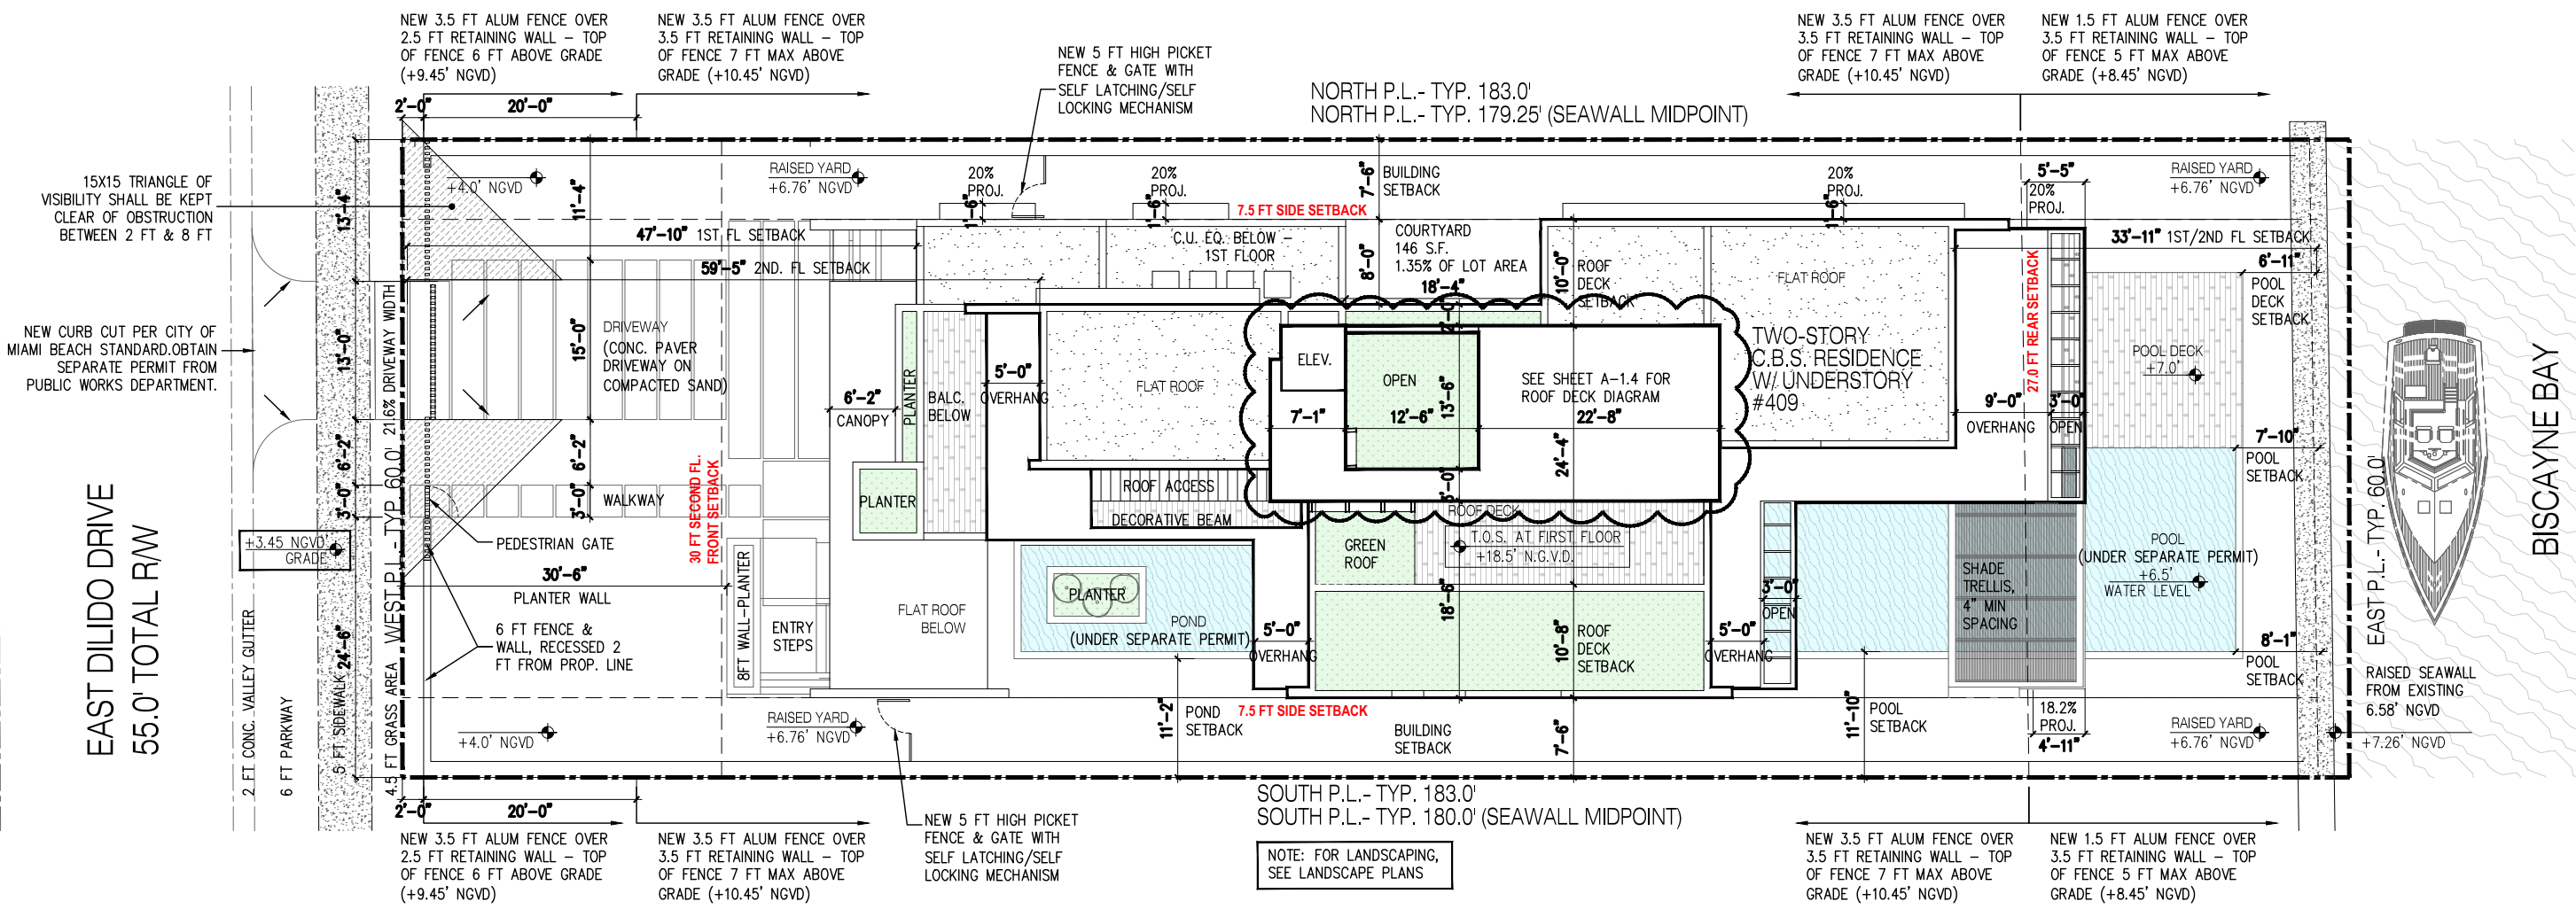 NEW 3.5 FT ALUM FENCE OVER
2.5 FT RETAINING WALL – TOP
OF FENCE 6 FT ABOVE GRADE
(+9.45' NGVD)
NEW 3.5 FT ALUM FENCE OVER
3.5 FT RETAINING WALL – TOP
OF FENCE 7 FT MAX ABOVE
GRADE (+10.45' NGVD)
NEW 5 FT HIGH PICKET
FENCE & GATE WITH
SELF LATCHING/SELF
LOCKING MECHANISM
NORTH P.L.- TYP. 183.0'
NORTH P.L.- TYP. 179.25' (SEAWALL MIDPOINT)
NEW 3.5 FT ALUM FENCE OVER
3.5 FT RETAINING WALL – TOP
OF FENCE 7 FT MAX ABOVE
GRADE (+10.45' NGVD)
NEW 1.5 FT ALUM FENCE OVER
3.5 FT RETAINING WALL – TOP
OF FENCE 5 FT MAX ABOVE
GRADE (+8.45' NGVD)
2'-0"
20'-0"
15X15 TRIANGLE OF
VISIBILITY SHALL BE KEPT
CLEAR OF OBSTRUCTION
BETWEEN 2 FT & 8 FT
13'-4"
+4.0' NGVD
11'-4"
RAISED YARD
+6.76' NGVD
20%
PROJ.
1'-6"
20%
PROJ.
1'-6"
7.5 FT SIDE SETBACK
7'-6"
BUILDING
SETBACK
20%
PROJ.
1'-6"
5'-5"
20%
PROJ.
RAISED YARD
+6.76' NGVD
47'-10" 1ST FL SETBACK
59'-5" 2ND. FL SETBACK
C.U. EQ. BELOW –
1ST FLOOR
8'-0"
COURTYARD
146 S.F.
1.35% OF LOT AREA
18'-4"
2'-0"
10'-0"
ROOF
DECK
SETBACK
FLAT ROOF
33'-11" 1ST/2ND FL SETBACK
6'-11"
POOL
DECK
SETBACK
27.0 FT REAR SETBACK
NEW CURB CUT PER CITY OF
MIAMI BEACH STANDARD.OBTAIN
SEPARATE PERMIT FROM
PUBLIC WORKS DEPARTMENT.
13'-0"
21.6% DRIVEWAY WIDTH
15'-0"
DRIVEWAY
(CONC. PAVER
DRIVEWAY ON
COMPACTED SAND)
6'-2"
CANOPY
PLANTER
BALC.
BELOW
5'-0"
OVERHANG
FLAT ROOF
ELEV.
7'-1"
OPEN
12'-6"
13'-6"
SEE SHEET A-1.4 FOR
ROOF DECK DIAGRAM
22'-8"
24'-4"
3'-0"
TWO-STORY
C.B.S. RESIDENCE
W/ UNDERSTORY
#409
9'-0"
OVERHANG
3'-0"
OPEN
POOL DECK
+7.0'
7'-10"
POOL
SETBACK
BISCAYNE BAY
EAST P.L.- TYP. 60.0'
6'-2"
6'-2"
3'-0"
3'-0"
WALKWAY
30 FT SECOND FL.
FRONT SETBACK
PLANTER
ROOF ACCESS
DECORATIVE BEAM
ROOF DECK
T.O.S. AT FIRST FLOOR
+18.5' N.G.V.D.
GREEN
ROOF
EAST DILIDO DRIVE
55.0' TOTAL R/W
+3.45 NGVD'
GRADE
WEST P.L.- TYP. 60.0'
PEDESTRIAN GATE
30'-6"
PLANTER WALL
6 FT FENCE &
WALL, RECESSED 2
FT FROM PROP. LINE
8FT WALL-PLANTER
ENTRY
STEPS
FLAT ROOF
BELOW
PLANTER
POND
(UNDER SEPARATE PERMIT)
5'-0"
OVERHANG
18'-6"
10'-8"
ROOF
DECK
SETBACK
5'-0"
OVERHANG
3'-0"
OPEN
SHADE
TRELLIS,
4" MIN
SPACING
POOL
(UNDER SEPARATE PERMIT)
+6.5'
WATER LEVEL
8'-1"
POOL
SETBACK
2 FT CONC. VALLEY GUTTER
6 FT PARKWAY
5 FT SIDEWALK
24'-6"
4.5 FT GRASS AREA
+4.0' NGVD
RAISED YARD
+6.76' NGVD
11'-2"
POND
SETBACK
7.5 FT SIDE SETBACK
BUILDING
SETBACK
7'-6"
11'-10"
POOL
SETBACK
18.2%
PROJ.
4'-11"
RAISED YARD
+6.76' NGVD
RAISED SEAWALL
FROM EXISTING
6.58' NGVD
+7.26' NGVD
2'-0"
20'-0"
NEW 3.5 FT ALUM FENCE OVER
2.5 FT RETAINING WALL – TOP
OF FENCE 6 FT ABOVE GRADE
(+9.45' NGVD)
NEW 3.5 FT ALUM FENCE OVER
3.5 FT RETAINING WALL – TOP
OF FENCE 7 FT MAX ABOVE
GRADE (+10.45' NGVD)
NEW 5 FT HIGH PICKET
FENCE & GATE WITH
SELF LATCHING/SELF
LOCKING MECHANISM
SOUTH P.L.- TYP. 183.0'
SOUTH P.L.- TYP. 180.0' (SEAWALL MIDPOINT)
NOTE: FOR LANDSCAPING,
SEE LANDSCAPE PLANS
NEW 3.5 FT ALUM FENCE OVER
3.5 FT RETAINING WALL – TOP
OF FENCE 7 FT MAX ABOVE
GRADE (+10.45' NGVD)
NEW 1.5 FT ALUM FENCE OVER
3.5 FT RETAINING WALL – TOP
OF FENCE 5 FT MAX ABOVE
GRADE (+8.45' NGVD)